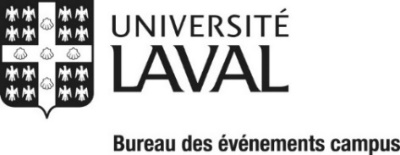 UNIVERSITÉ
LAVAL
Bureau des événements campus